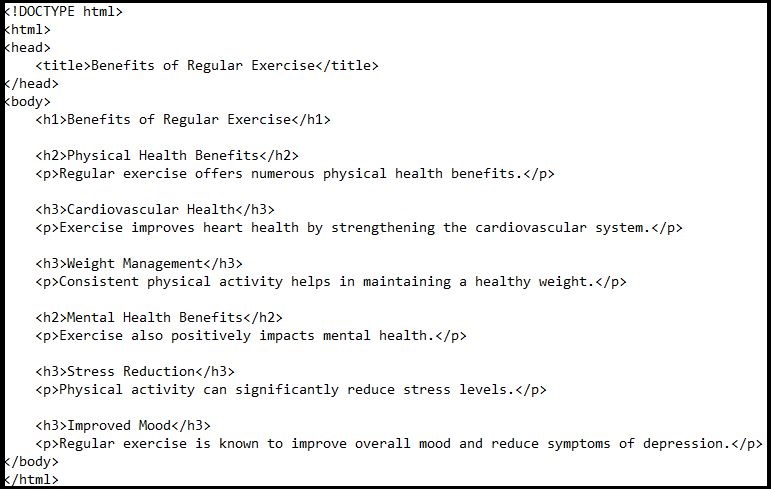 <!DOCTYPE html>
<html>
<head>
    <title>Benefits of Regular Exercise</title>
</head>
<body>
    <h1>Benefits of Regular Exercise</h1>

    <h2>Physical Health Benefits</h2>
    <p>Regular exercise offers numerous physical health benefits.</p>

    <h3>Cardiovascular Health</h3>
    <p>Exercise improves heart health by strengthening the cardiovascular system.</p>

    <h3>Weight Management</h3>
    <p>Consistent physical activity helps in maintaining a healthy weight.</p>

    <h2>Mental Health Benefits</h2>
    <p>Exercise also positively impacts mental health.</p>

    <h3>Stress Reduction</h3>
    <p>Physical activity can significantly reduce stress levels.</p>

    <h3>Improved Mood</h3>
    <p>Regular exercise is known to improve overall mood and reduce symptoms of depression.</p>
</body>
</html>